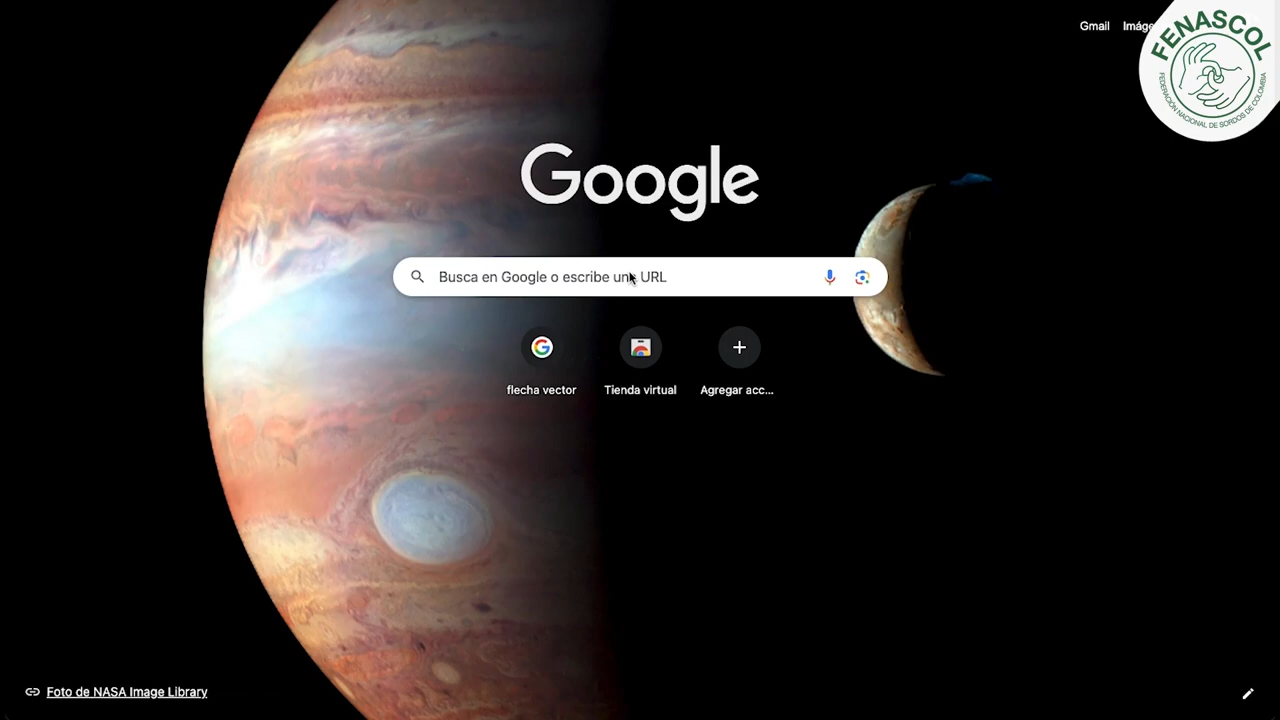 Gmail
Imáge
FENASCOL
FEDERACIÓN NACIONAL DE SORDOS DE COLOMBIA
Google
Busca en Google o escribe una URL
flecha vector
Tienda virtual
Agregar acc...
Foto de NASA Image Library